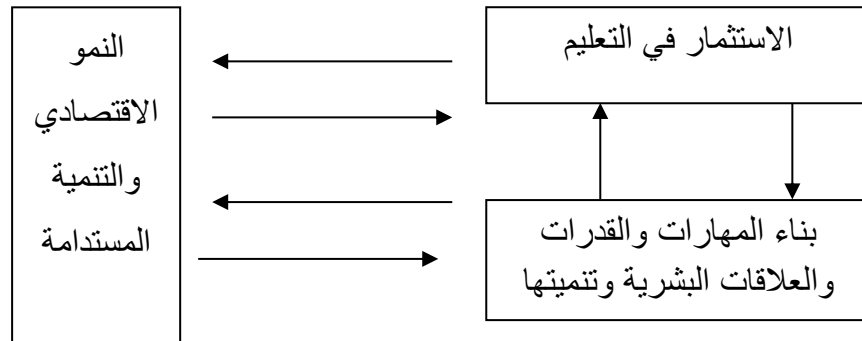 الاستثمار في التعليم
بناء المهارات والقدرات
والعلاقات البشرية وتنميتها
النمو
الاقتصادي
والتنمية
المستدامة